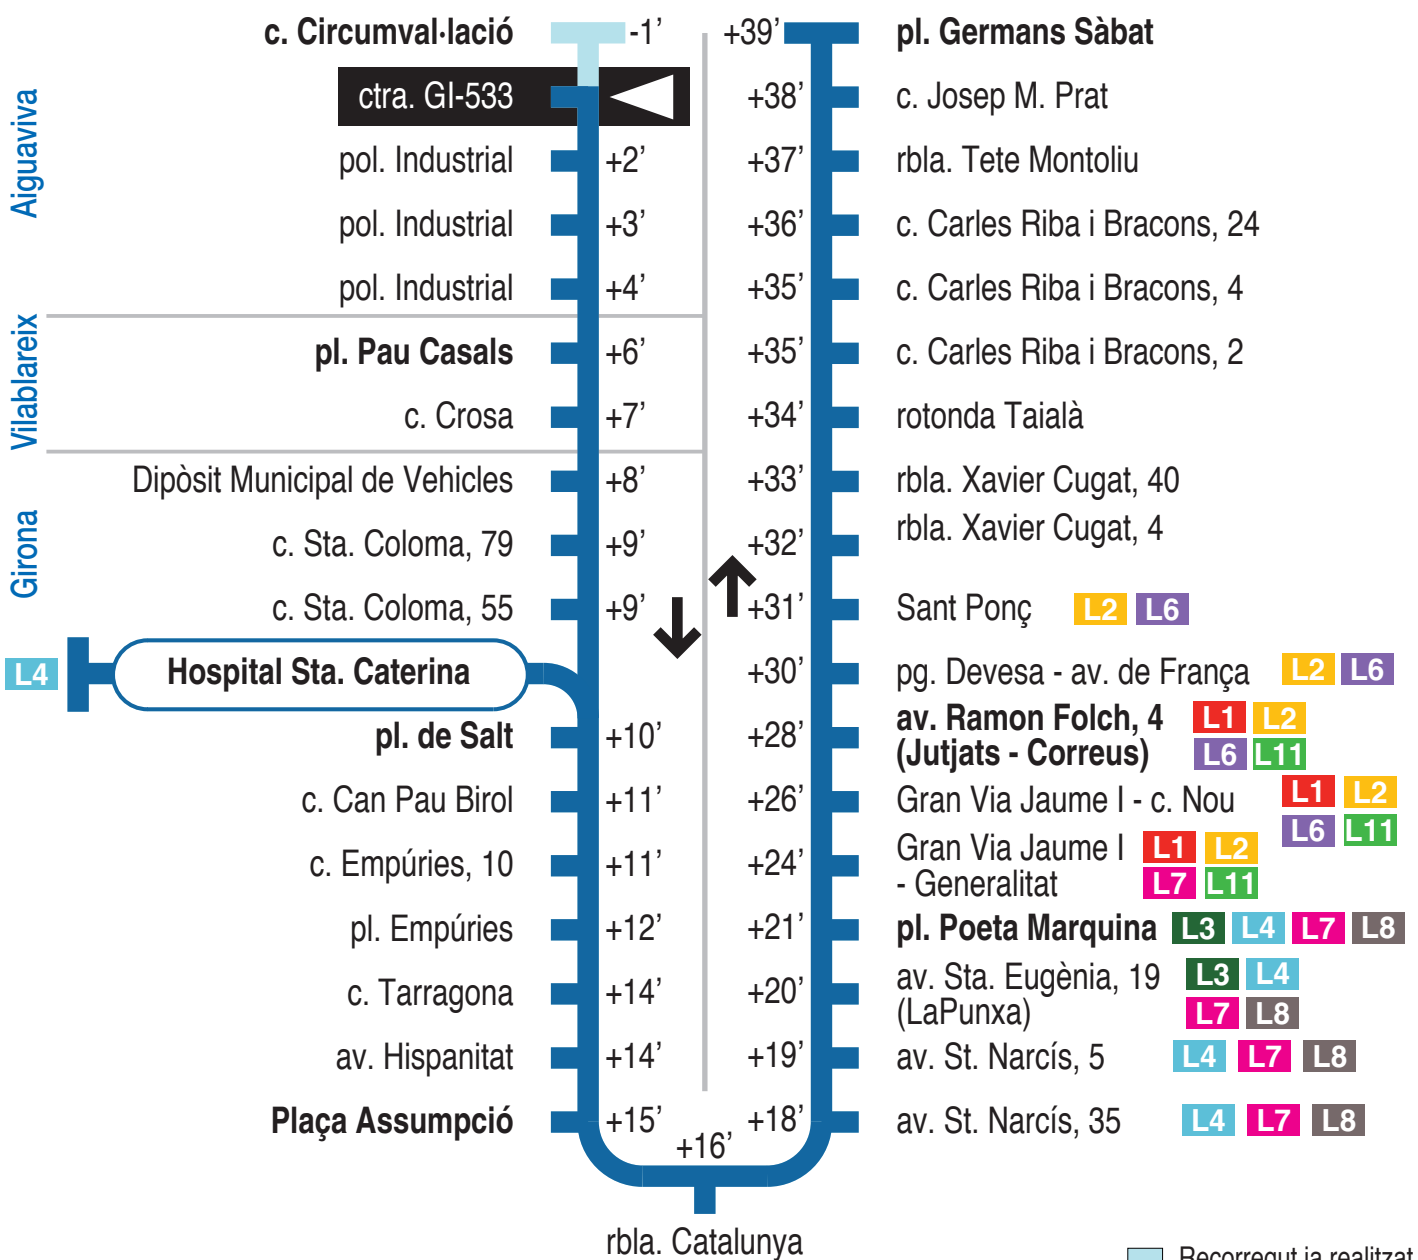 c. Circumval·lació -1’
ctra. GI-533
pol. Industrial +2’
pol. Industrial +3’
pol. Industrial +4’
pl. Pau Casals +6’
c. Crosa +7’
Dipòsit Municipal de Vehicles +8’
c. Sta. Coloma, 79 +9’
c. Sta. Coloma, 55 +9’
L4 Hospital Sta. Caterina
pl. de Salt +10’
c. Can Pau Birol +11’
c. Empúries, 10 +11’
pl. Empúries +12’
c. Tarragona +14’
av. Hispanitat +14’
Plaça Assumpció +15’
+16’
rbla. Catalunya
Aiguaviva
Vilablareix
Girona
+39’ pl. Germans Sàbat
+38’ c. Josep M. Prat
+37’ rbla. Tete Montoliu
+36’ c. Carles Riba i Bracons, 24
+35’ c. Carles Riba i Bracons, 4
+35’ c. Carles Riba i Bracons, 2
+34’ rotonda Taialà
+33’ rbla. Xavier Cugat, 40
+32’ rbla. Xavier Cugat, 4
+31’ Sant Ponç L2 L6
+30’ pg. Devesa - av. de França L2 L6
+28’ av. Ramon Folch, 4 L1 L2
(Jutjats - Correus) L6 L11
+26’ Gran Via Jaume I - c. Nou L1 L2
L6 L11
+24’ Gran Via Jaume I L1 L2
- Generalitat L7 L11
+21’ pl. Poeta Marquina L3 L4 L7 L8
+20’ av. Sta. Eugènia, 19 L3 L4
(LaPunxa) L7 L8
+19’ av. St. Narcís, 5 L4 L7 L8
+18’ av. St. Narcís, 35 L4 L7 L8
Recorregut ja realitzat